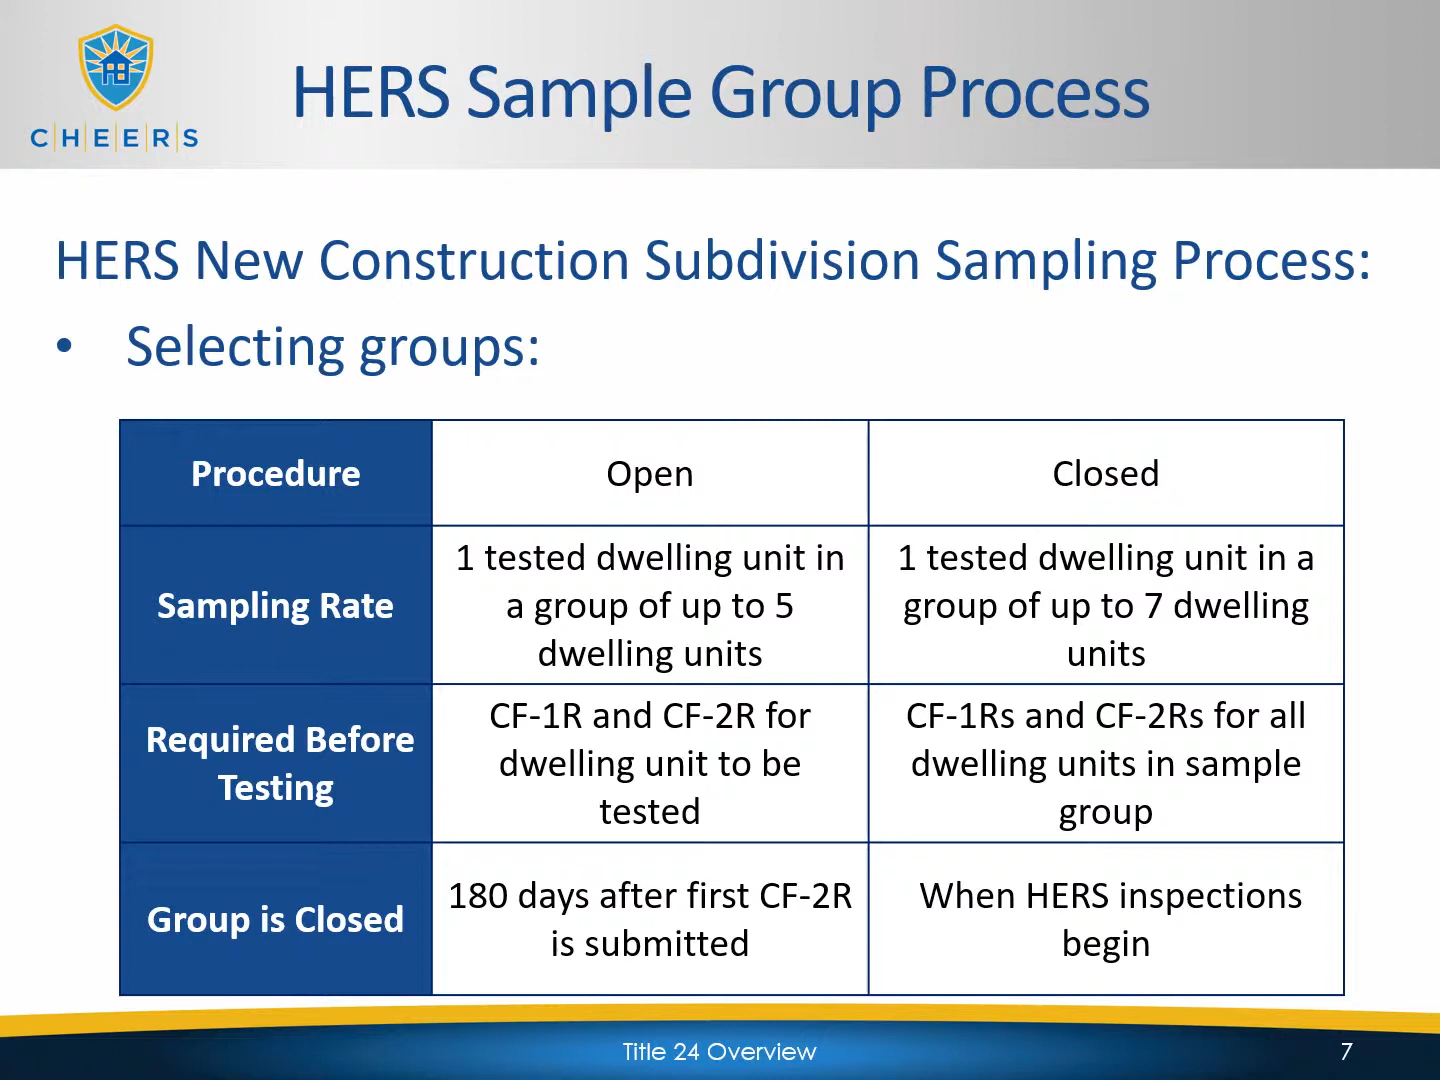 CHEERS
HERS Sample Group Process
HERS New Construction Subdivision Sampling Process:
• Selecting groups:
Procedure
Open
Closed
Sampling Rate
1 tested dwelling unit in
a group of up to 5
dwelling units
1 tested dwelling unit in a
group of up to 7 dwelling
units
Required Before
Testing
CF-1R and CF-2R for
dwelling unit to be
tested
CF-1Rs and CF-2Rs for all
dwelling units in sample
group
Group is Closed
180 days after first CF-2R
is submitted
When HERS inspections
begin
Title 24 Overview
7